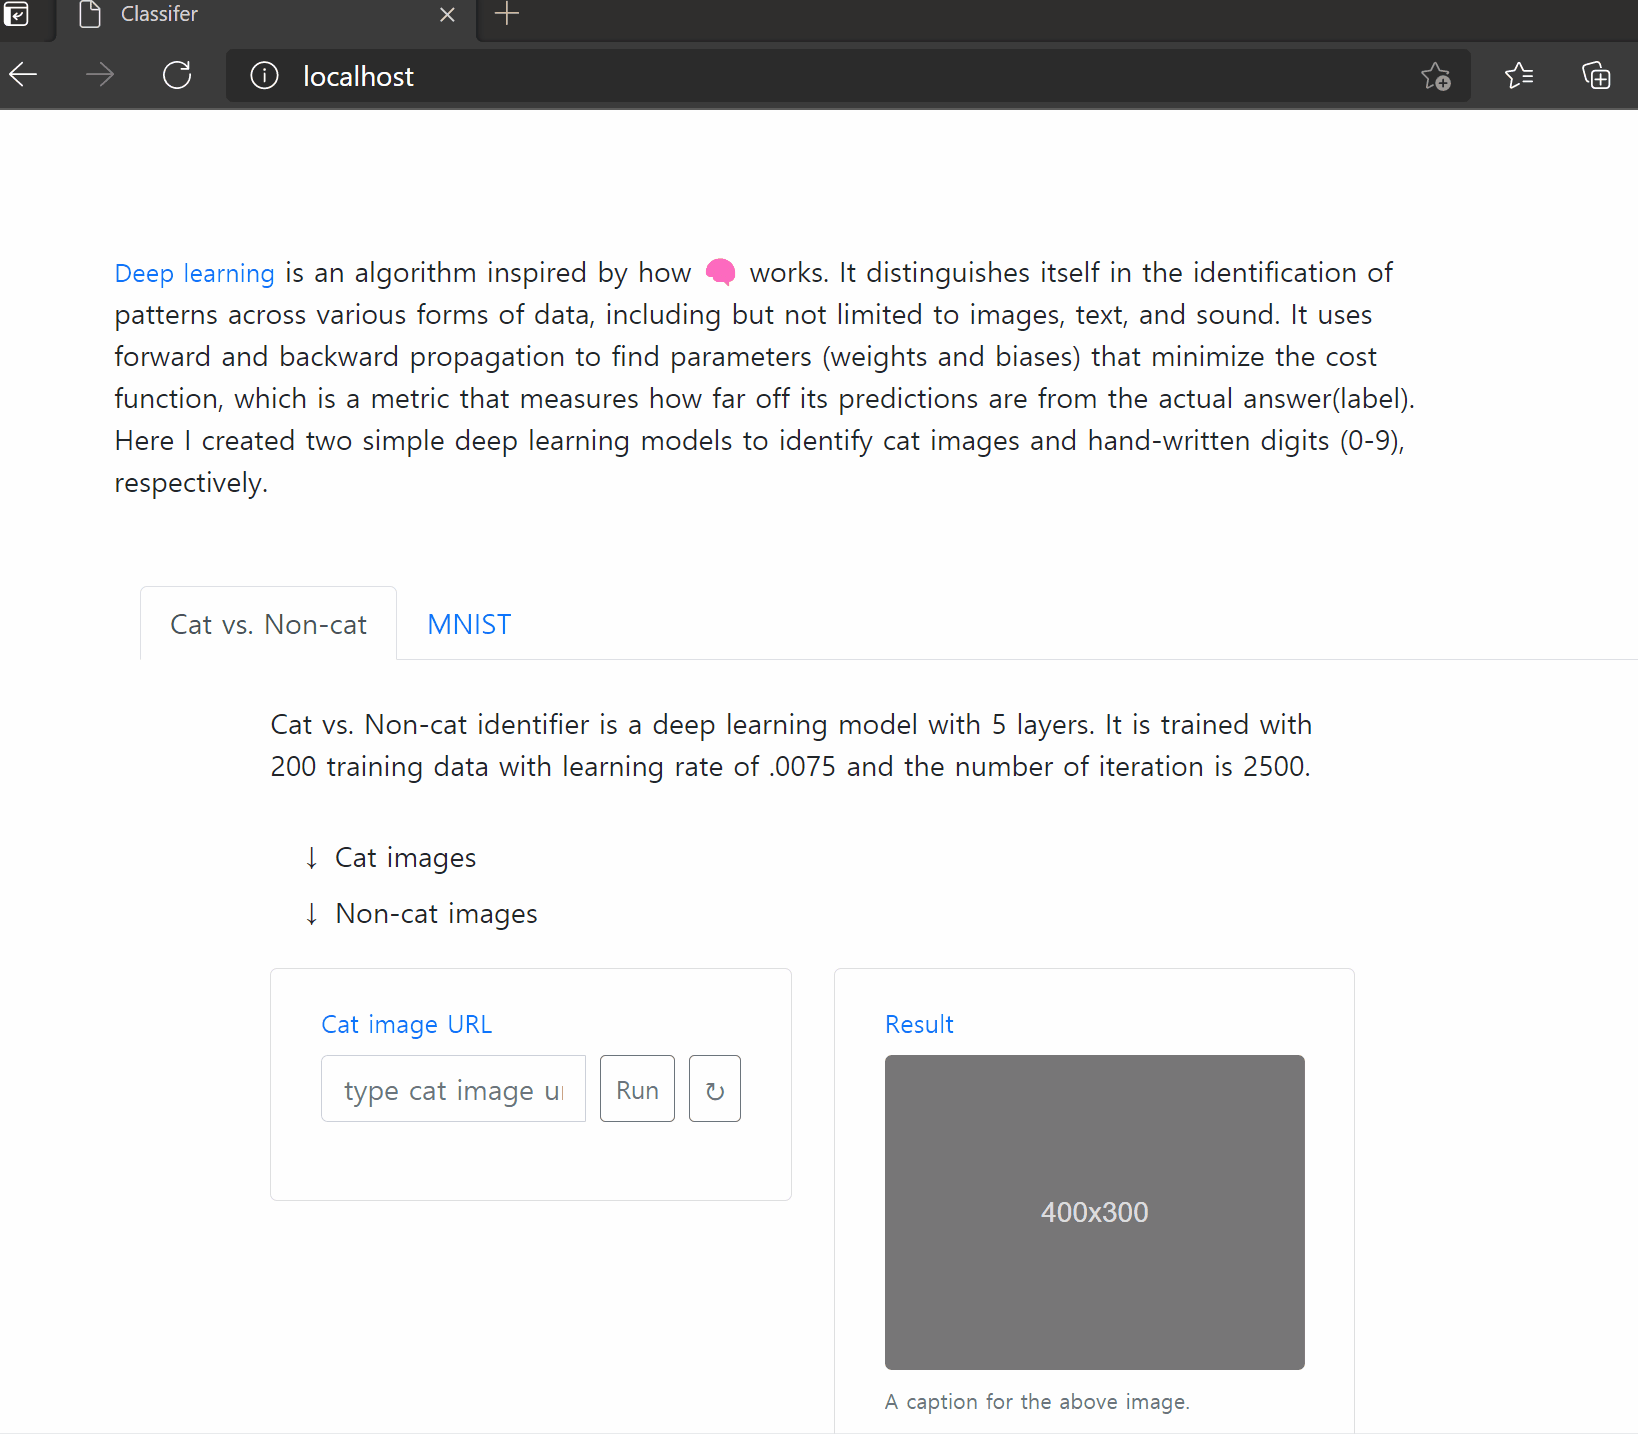 Classifer
localhost
Deep learning is an algorithm inspired by how works. It distinguishes itself in the identification of
patterns across various forms of data, including but not limited to images, text, and sound. It uses
forward and backward propagation to find parameters (weights and biases) that minimize the cost
function, which is a metric that measures how far off its predictions are from the actual answer(label).
Here I created two simple deep learning models to identify cat images and hand-written digits (0-9),
respectively.
Cat vs. Non-cat MNIST
Cat vs. Non-cat identifier is a deep learning model with 5 layers. It is trained with
200 training data with learning rate of .0075 and the number of iteration is 2500.
↓ Cat images
↓ Non-cat images
Cat image URL
type cat image ur Run ↻
Result
400x300
A caption for the above image.